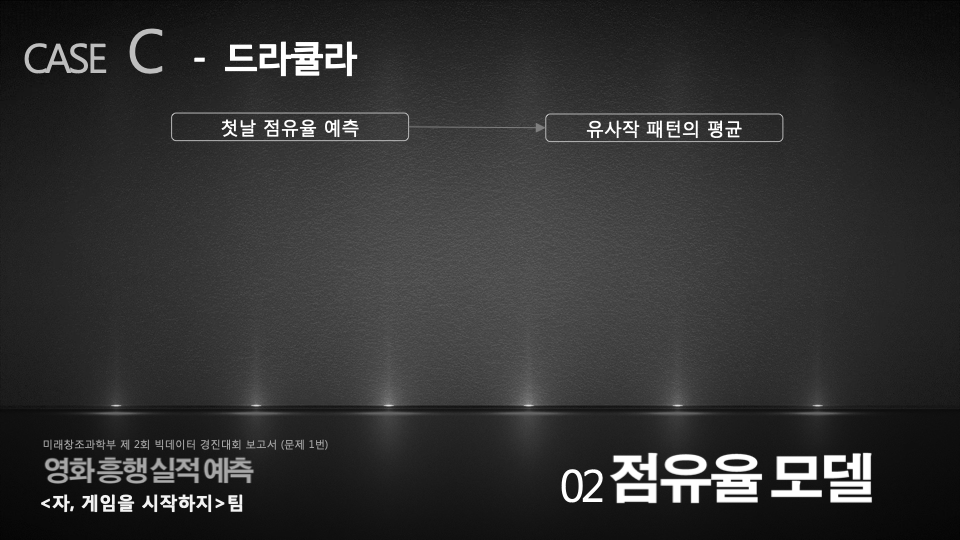 CASE C - 드라큘라
첫날 점유율 예측
유사작 패턴의 평균
미래창조과학부 제 2회 빅데이터 경진대회 보고서 (문제 1번)
영화 흥행 실적 예측
<자, 게임을 시작하지>팀
02 점유율 모델